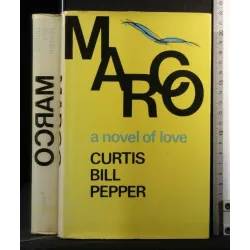 MARCO
a novel of love
CURTIS
BILL
PEPPER
MARCO